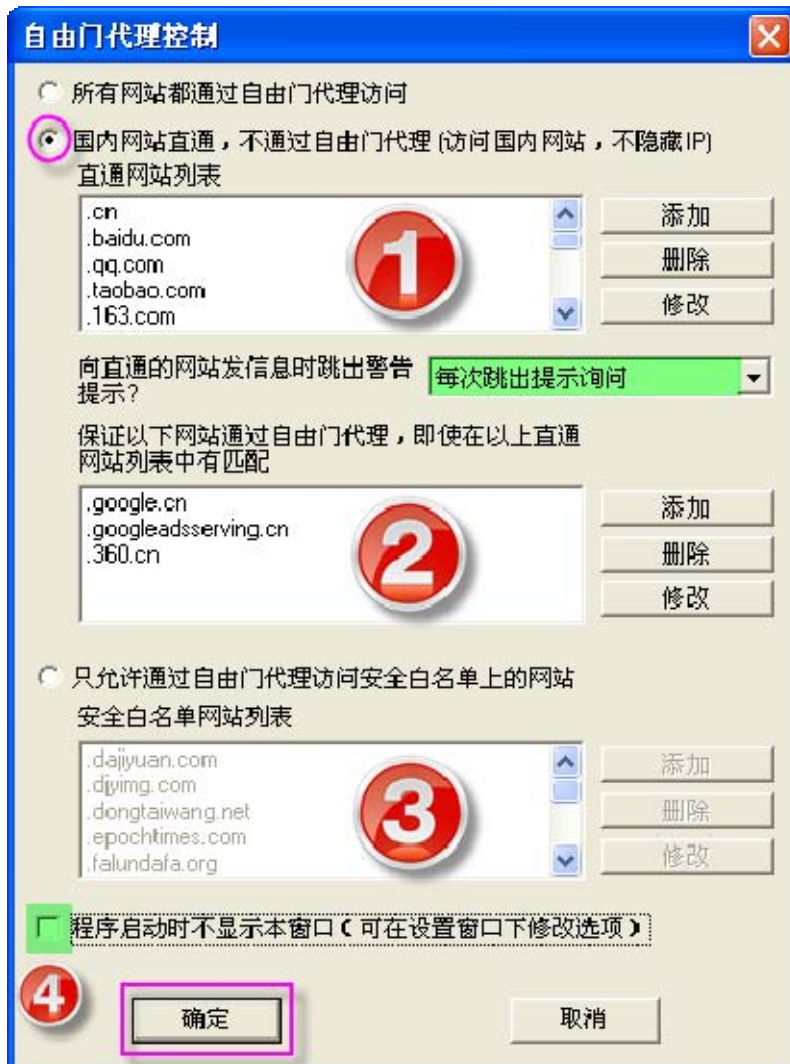 自由门代理控制
所有网站都通过自由门代理访问
国内网站直通，不通过自由门代理 (访问国内网站，不隐藏IP)
直通网站列表
.cn
.baidu.com
.qq.com
.taobao.com
.163.com
1
添加
删除
修改
向直通的网站发信息时跳出警告
提示?
每次跳出提示询问
保证以下网站通过自由门代理，即使在以上直通
网站列表中有匹配
.google.cn
.googleadsserving.cn
.360.cn
2
添加
删除
修改
只允许通过自由门代理访问安全白名单上的网站
安全白名单网站列表
.dajiyuan.com
.djyimg.com
.dongtaiwang.net
.epochtimes.com
.falundafa.org
3
添加
删除
修改
程序启动时不显示本窗口 (可在设置窗口下修改选项)
4
确定
取消